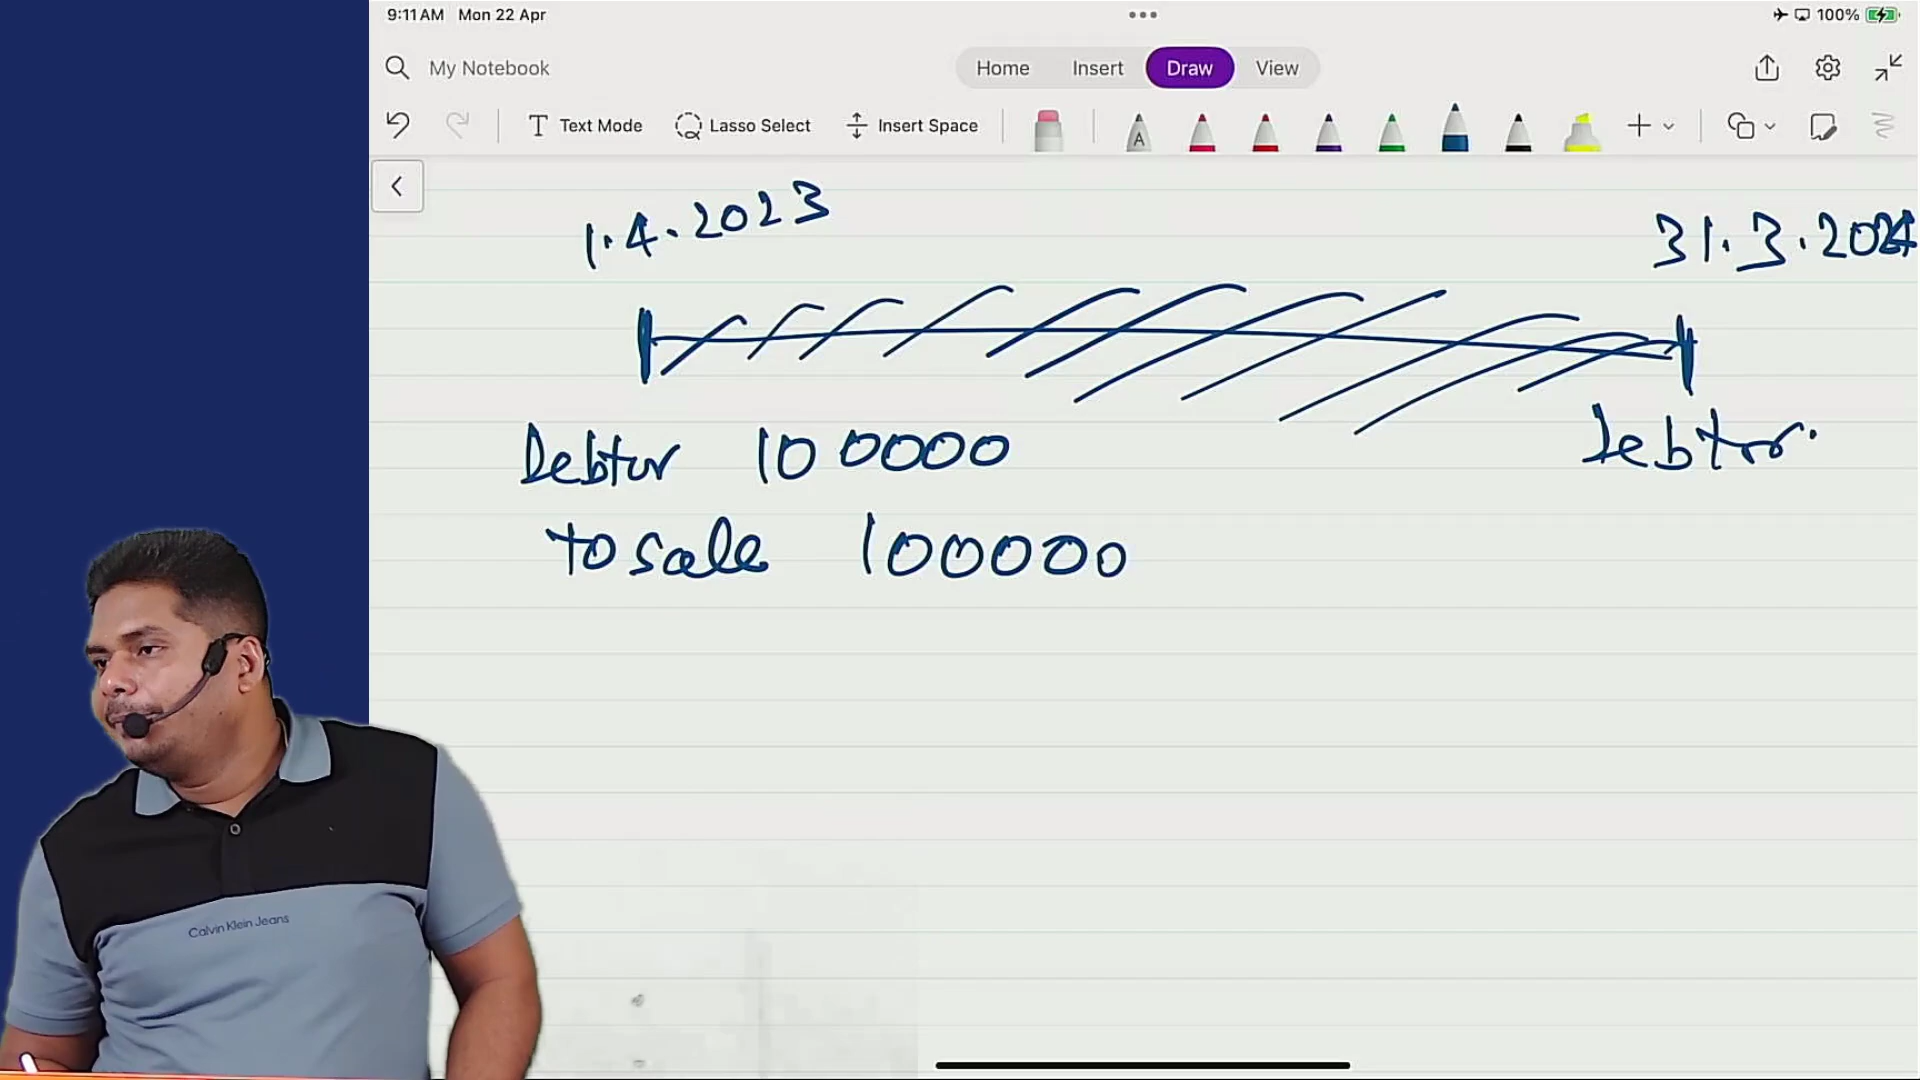 9:11 AM Mon 22 Apr
100%
My Notebook
Home Insert Draw View
Text Mode Lasso Select Insert Space
A
1.4.2023
31.3.2024
Debtor 100000
Debtor.
to sale 100000
Calvin Klein Jeans